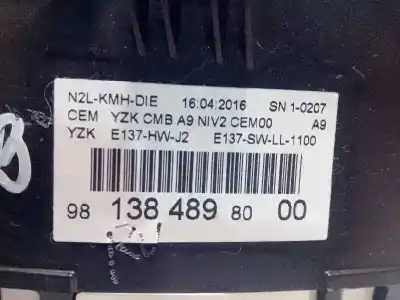 N2L-KMH-DIE 16:04:2016 SN 1-0207
CEM YZK CMB A9 NIV2 CEM00 A9
YZK E137-HW-J2 E137-SW-LL-1100
98 138 489 80 00